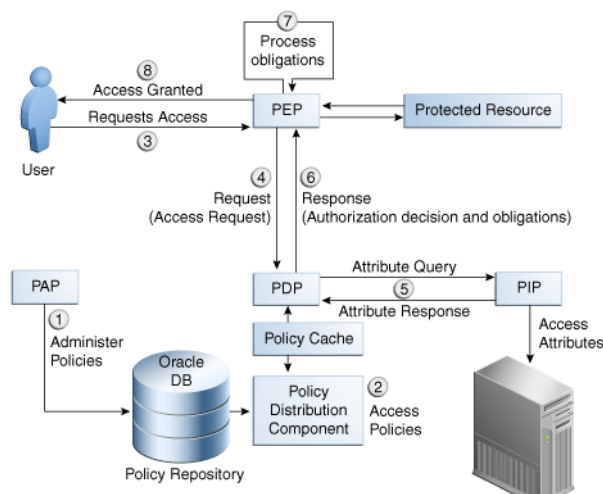 7
Process
obligations
8
Access Granted
PEP
Protected Resource
Requests Access
3
User
4
6
Request
(Access Request)
Response
(Authorization decision and obligations)
Attribute Query
PAP
PDP
5
PIP
Attribute Response
1
Administer
Policies
Policy Cache
Access
Attributes
Oracle
DB
Policy
Distribution
Component
2
Access
Policies
Policy Repository